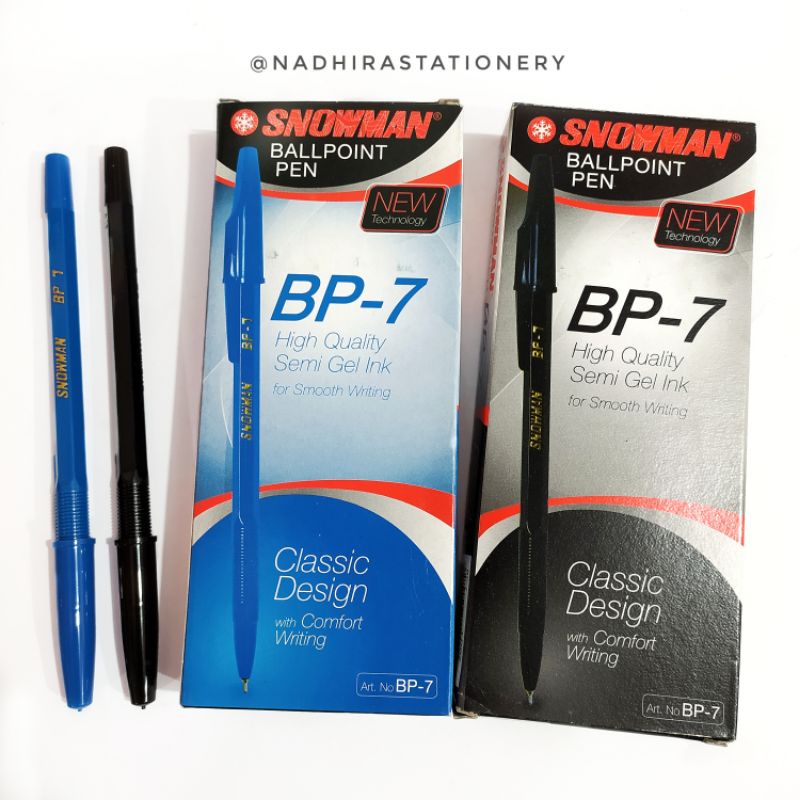 @NADHIRASTATIONERY
SNOWMAN BP-7
SNOWMAN®
BALLPOINT
PEN
NEW
Technology
BP-7
High Quality
Semi Gel Ink
for Smooth Writing
SNOWMAN BP-7
Classic
Design
with Comfort
Writing
Art. No BP-7
SNOWMAN®
BALLPOINT
PEN
NEW
Technology
BP-7
High Quality
Semi Gel Ink
for Smooth Writing
SNOWMAN BP-7
Classic
Design
with Comfort
Writing
Art. No BP-7